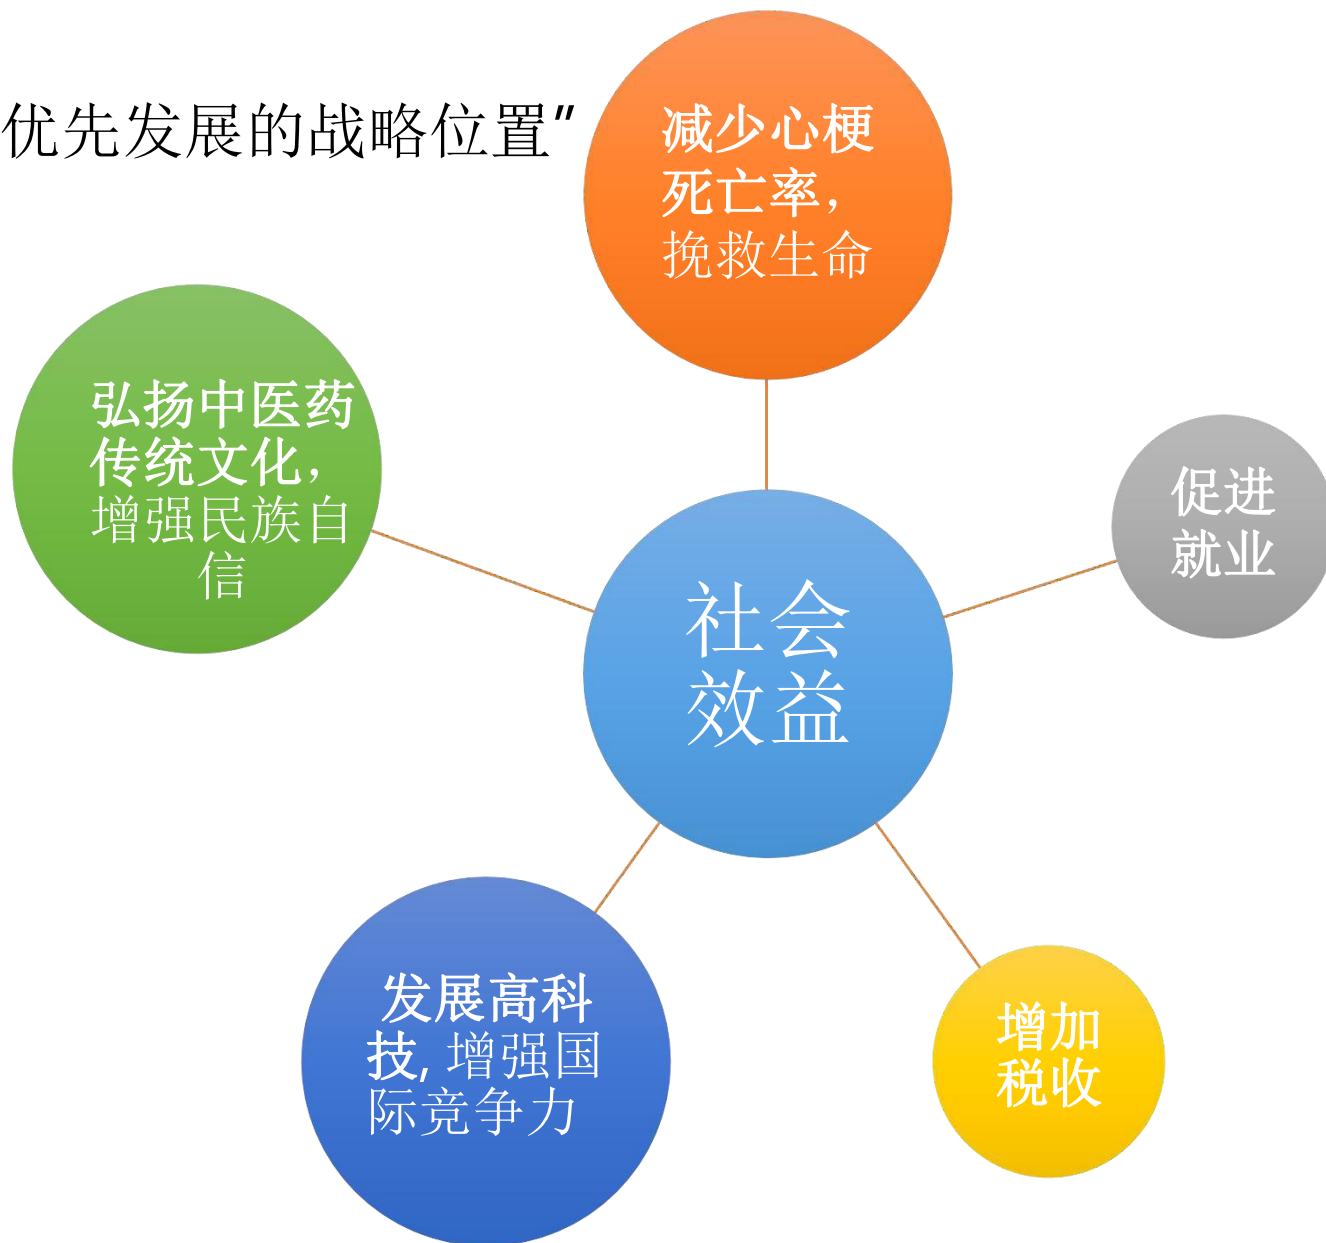 优先发展的战略位置”
减少心梗
死亡率，
挽救生命
弘扬中医药
传统文化，
增强民族自
信
促进
就业
社会
效益
发展高科
技, 增强国
际竞争力
增加
税收